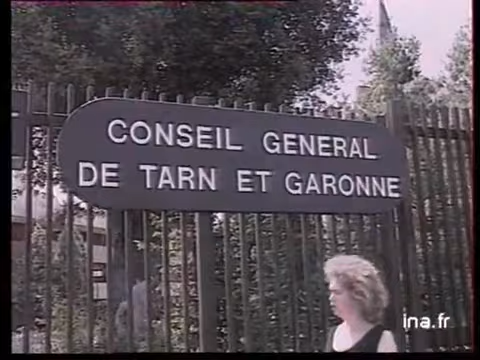 CONSEIL GENERAL
DE TARN ET GARONNE
ina.fr